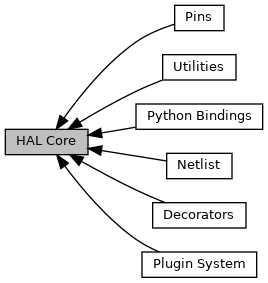 Pins
Utilities
Python Bindings
HAL Core
Netlist
Decorators
Plugin System